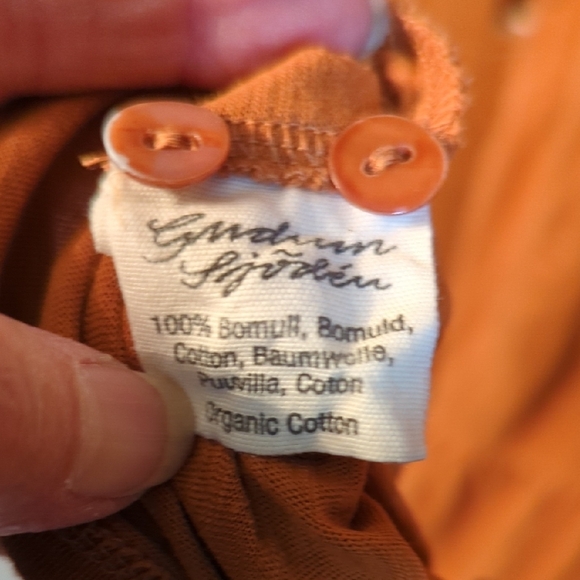 Gudrun
Sjödén
100% Bomull, Bomuld,
Cotton, Baumwolle,
Puuvilla, Coton
Organic Cotton